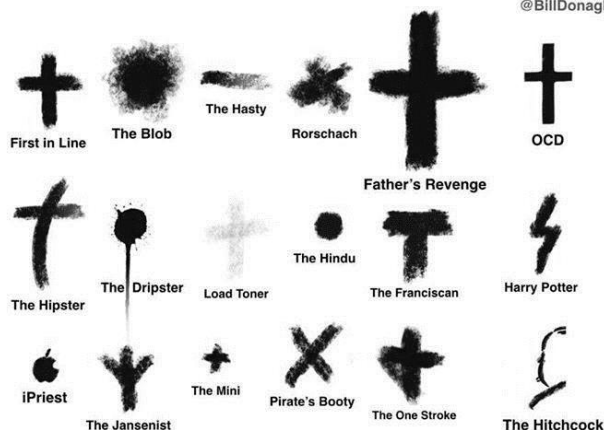 @BillDonag
First in Line
The Blob
The Hasty
Rorschach
Father's Revenge
OCD
The Hipster
The Dripster
Load Toner
The Hindu
The Franciscan
Harry Potter
iPriest
The Jansenist
The Mini
Pirate's Booty
The One Stroke
The Hitchcock